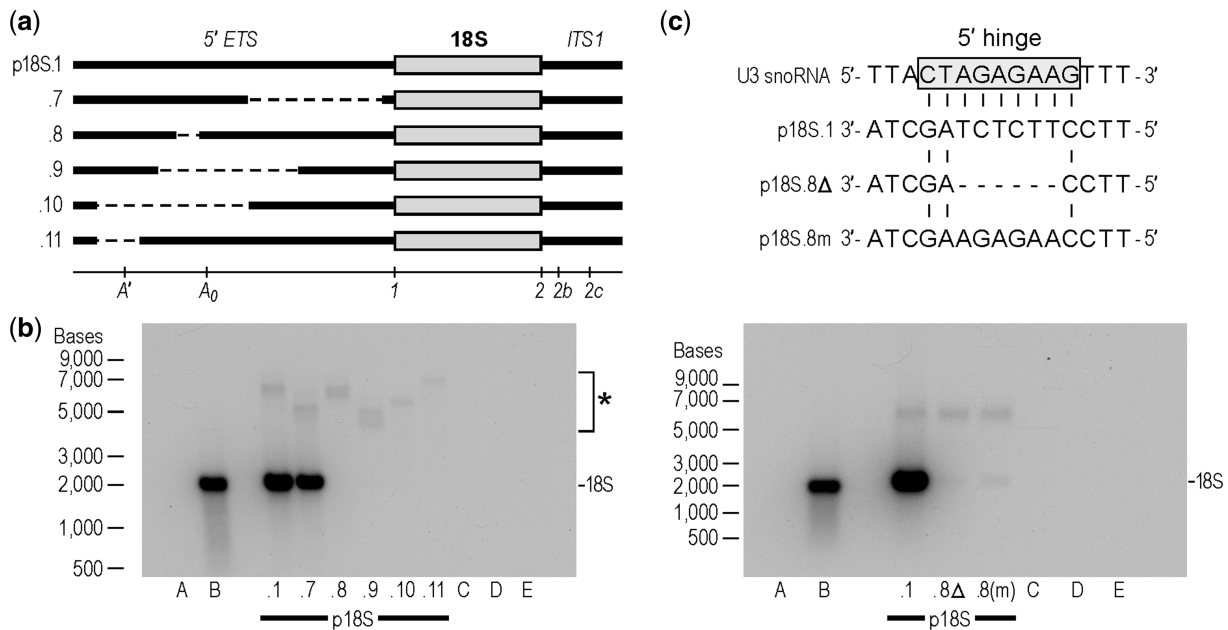 (a)
5′ ETS 18S ITS1
p18S.1
.7
.8
.9
.10
.11
A′ A0 1 2 2b 2c
(b)
Bases
9,000
7,000
5,000
3,000
2,000
1,000
500
*
-18S
A B .1 .7 .8 .9 .10 .11 C D E
p18S
(c)
5′ hinge
U3 snoRNA 5′- TTACTAGAGAAGTTT -3′
p18S.1 3′- ATCGATCTCTTCCTT -5′
p18S.8Δ 3′- ATCGA------CCTT -5′
p18S.8m 3′- ATCGAAGAGAACCTT -5′
Bases
9,000
7,000
5,000
3,000
2,000
1,000
500
-18S
A B .1 .8Δ .8(m) C D E
p18S